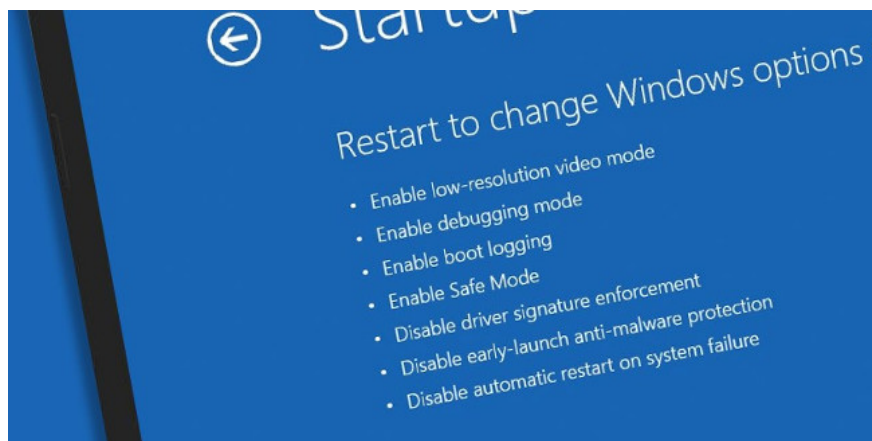 Startup
Restart to change Windows options
• Enable low-resolution video mode
• Enable debugging mode
• Enable boot logging
• Enable Safe Mode
• Disable driver signature enforcement
• Disable early-launch anti-malware protection
• Disable automatic restart on system failure